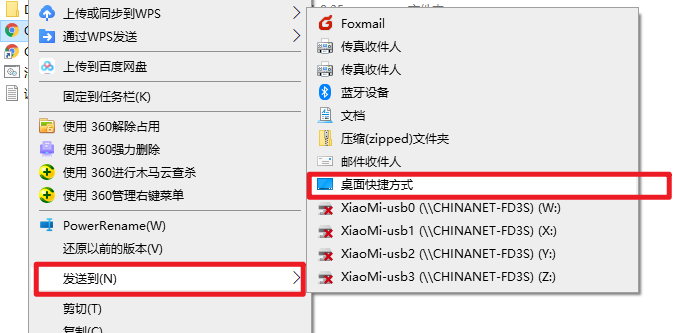 上传或同步到WPS
通过WPS发送
上传到百度网盘
固定到任务栏(K)
使用 360解除占用
使用 360强力删除
使用 360进行木马云查杀
使用 360管理右键菜单
PowerRename(W)
还原以前的版本(V)
发送到(N)
剪切(T)
Foxmail
传真收件人
传真收件人
蓝牙设备
文档
压缩(zipped)文件夹
邮件收件人
桌面快捷方式
XiaoMi-usb0 (\\CHINANET-FD3S) (W:)
XiaoMi-usb1 (\\CHINANET-FD3S) (X:)
XiaoMi-usb2 (\\CHINANET-FD3S) (Y:)
XiaoMi-usb3 (\\CHINANET-FD3S) (Z:)